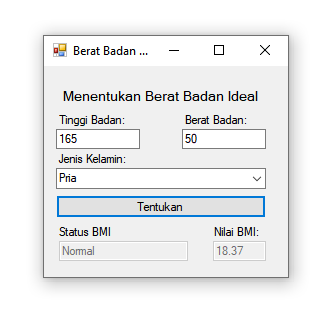 Berat Badan ...
Menentukan Berat Badan Ideal
Tinggi Badan: Berat Badan:
165 50
Jenis Kelamin:
Pria
Tentukan
Status BMI Nilai BMI:
Normal 18.37